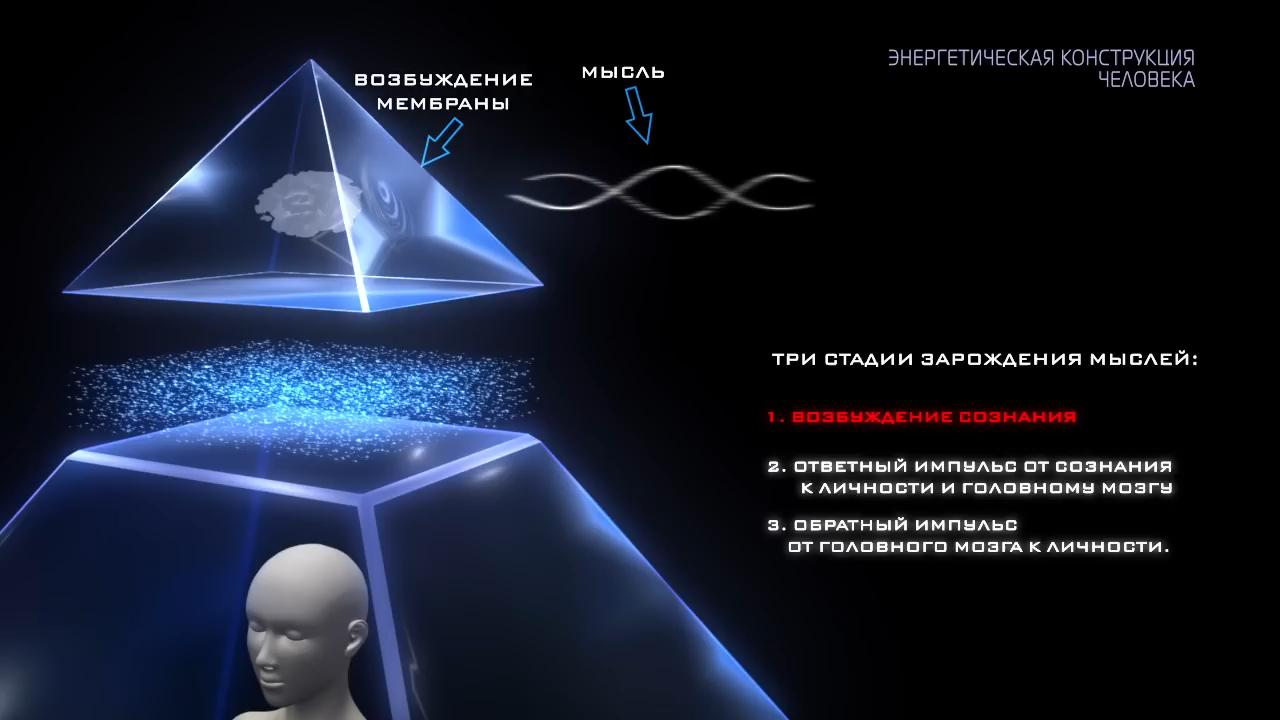 ЭНЕРГЕТИЧЕСКАЯ КОНСТРУКЦИЯ
ЧЕЛОВЕКА
ВОЗБУЖДЕНИЕ
МЕМБРАНЫ
МЫСЛЬ
ТРИ СТАДИИ ЗАРОЖДЕНИЯ МЫСЛЕЙ:
1. ВОЗБУЖДЕНИЕ СОЗНАНИЯ
2. ОТВЕТНЫЙ ИМПУЛЬС ОТ СОЗНАНИЯ
К ЛИЧНОСТИ И ГОЛОВНОМУ МОЗГУ
3. ОБРАТНЫЙ ИМПУЛЬС
ОТ ГОЛОВНОГО МОЗГА К ЛИЧНОСТИ.